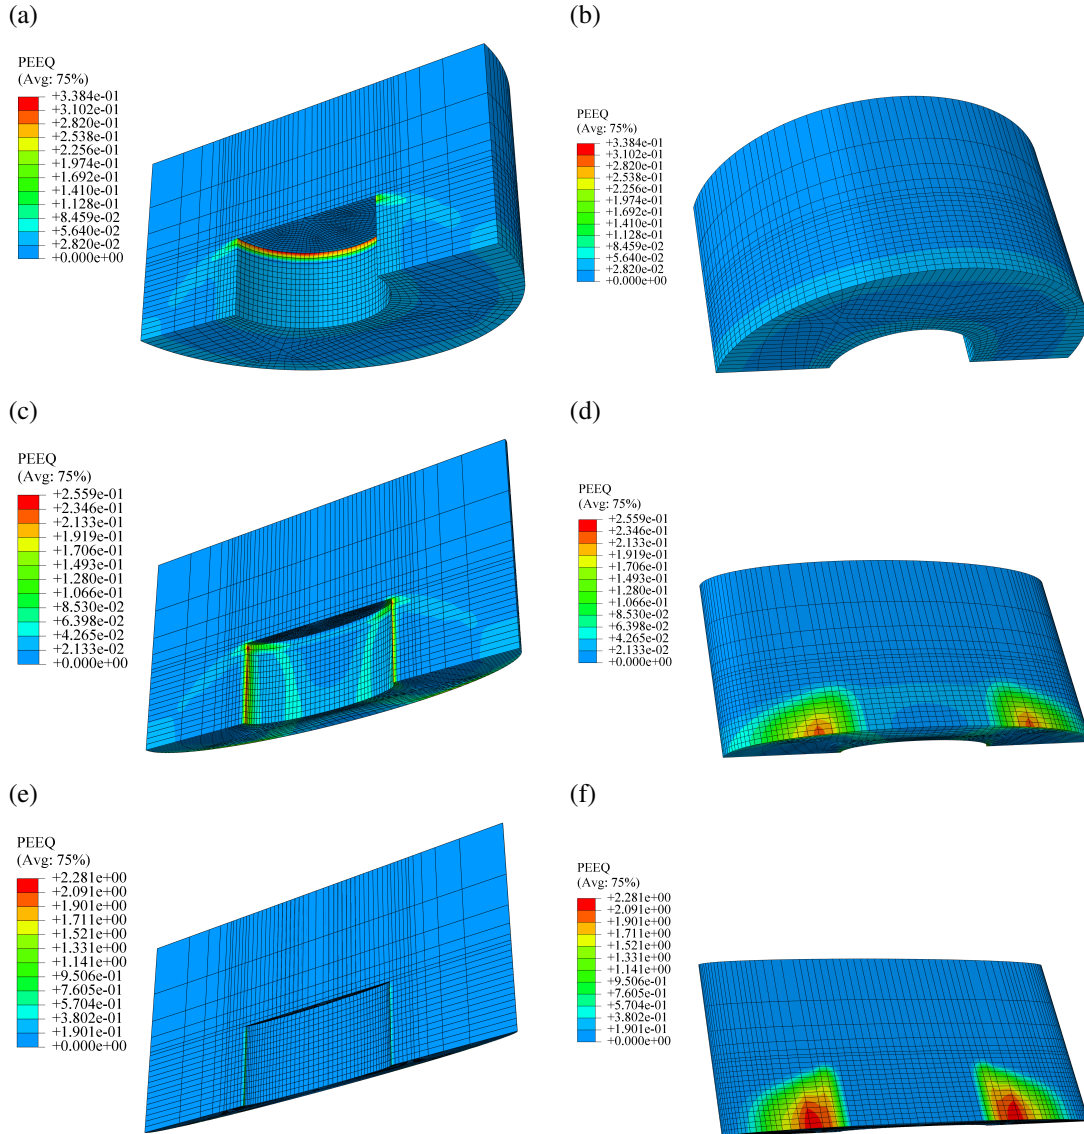 (a)
PEEQ
(Avg: 75%)
+3.384e-01
+3.102e-01
+2.820e-01
+2.538e-01
+2.256e-01
+1.974e-01
+1.692e-01
+1.410e-01
+1.128e-01
+8.459e-02
+5.640e-02
+2.820e-02
+0.000e+00
(b)
PEEQ
(Avg: 75%)
+3.384e-01
+3.102e-01
+2.820e-01
+2.538e-01
+2.256e-01
+1.974e-01
+1.692e-01
+1.410e-01
+1.128e-01
+8.459e-02
+5.640e-02
+2.820e-02
+0.000e+00
(c)
PEEQ
(Avg: 75%)
+2.559e-01
+2.346e-01
+2.133e-01
+1.919e-01
+1.706e-01
+1.493e-01
+1.280e-01
+1.066e-01
+8.530e-02
+6.398e-02
+4.265e-02
+2.133e-02
+0.000e+00
(d)
PEEQ
(Avg: 75%)
+2.559e-01
+2.346e-01
+2.133e-01
+1.919e-01
+1.706e-01
+1.493e-01
+1.280e-01
+1.066e-01
+8.530e-02
+6.398e-02
+4.265e-02
+2.133e-02
+0.000e+00
(e)
PEEQ
(Avg: 75%)
+2.281e+00
+2.091e+00
+1.901e+00
+1.711e+00
+1.521e+00
+1.331e+00
+1.141e+00
+9.506e-01
+7.605e-01
+5.704e-01
+3.802e-01
+1.901e-01
+0.000e+00
(f)
PEEQ
(Avg: 75%)
+2.281e+00
+2.091e+00
+1.901e+00
+1.711e+00
+1.521e+00
+1.331e+00
+1.141e+00
+9.506e-01
+7.605e-01
+5.704e-01
+3.802e-01
+1.901e-01
+0.000e+00